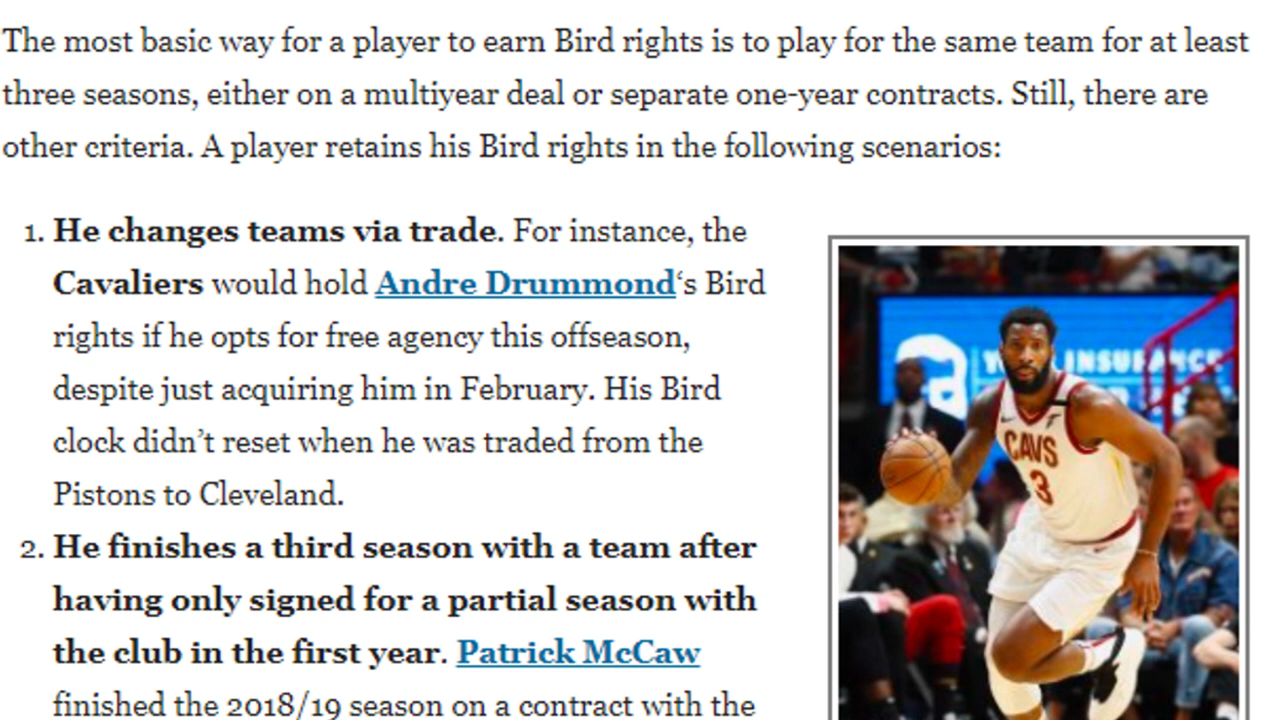 The most basic way for a player to earn Bird rights is to play for the same team for at least
three seasons, either on a multiyear deal or separate one-year contracts. Still, there are
other criteria. A player retains his Bird rights in the following scenarios:
1. He changes teams via trade. For instance, the
Cavaliers would hold Andre Drummond‘s Bird
rights if he opts for free agency this offseason,
despite just acquiring him in February. His Bird
clock didn’t reset when he was traded from the
Pistons to Cleveland.
2. He finishes a third season with a team after
having only signed for a partial season with
the club in the first year. Patrick McCaw
finished the 2018/19 season on a contract with the
INSURANCE
CAVS
3